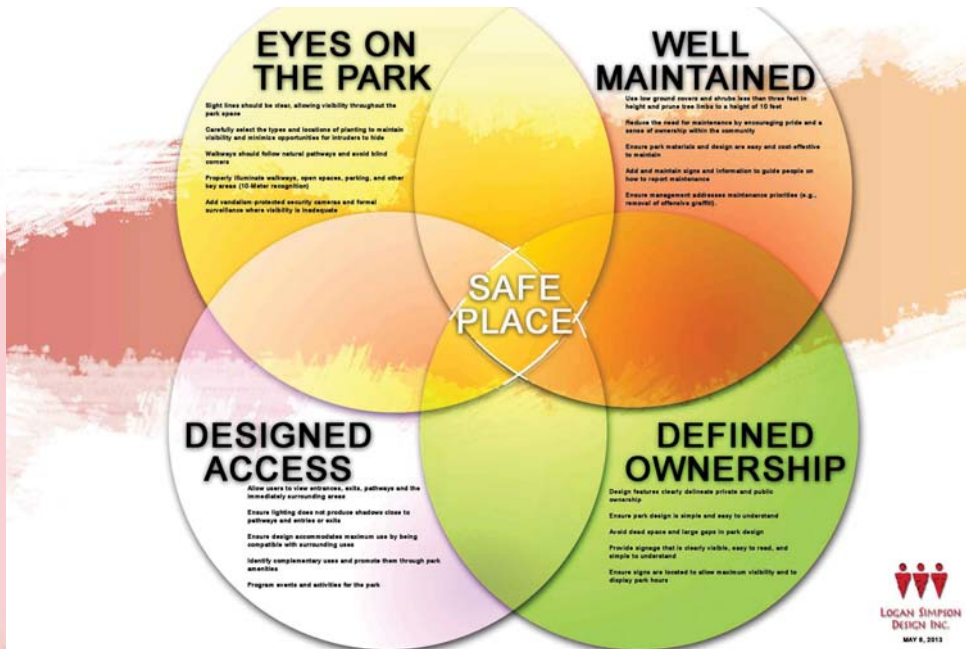 EYES ON
THE PARK
Sight lines should be clear, allowing visibility throughout the
park space
Carefully select the types and locations of planting to maintain
visibility and minimize opportunities for intruders to hide
Walkways should follow natural pathways and avoid blind
corners
Properly illuminate walkways, open spaces, parking, and other
key areas (10-Meter recognition)
Add vandalism-protected security cameras and formal
surveillance where visibility is inadequate
WELL
MAINTAINED
Use low ground covers and shrubs less than three feet in
height and prune tree limbs to a height of 10 feet
Reduce the need for maintenance by encouraging pride and a
sense of ownership within the community
Ensure park materials and design are easy and cost effective
to maintain
Add and maintain signs and information to guide people on
how to report maintenance
Ensure management addresses maintenance priorities (e.g.,
removal of offensive graffiti).
SAFE
PLACE
DESIGNED
ACCESS
Allow users to view entrances, exits, pathways and the
immediately surrounding areas
Ensure lighting does not produce shadows close to
pathways and entries or exits
Ensure design accommodates maximum use by being
compatible with surrounding uses
Identify complementary uses and promote them through park
amenities
Program events and activities for the park
DEFINED
OWNERSHIP
Design features clearly delineate private and public
ownership
Ensure park design is simple and easy to understand
Avoid dead space and large gaps in park design
Provide signage that is clearly visible, easy to read, and
simple to understand
Ensure signs are located to allow maximum visibility and to
display park hours
LOGAN SIMPSON
DESIGN INC.
MAY 8, 2013